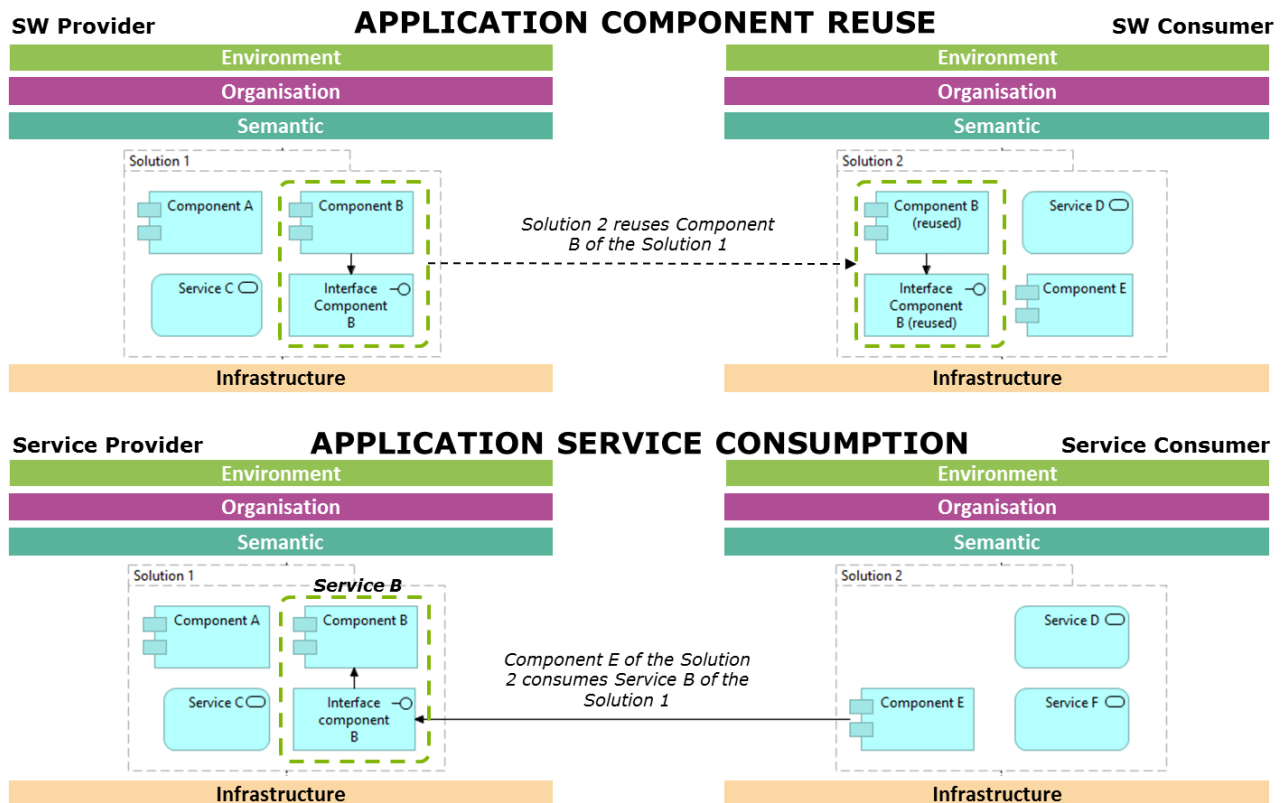 SW Provider
APPLICATION COMPONENT REUSE
SW Consumer
Environment
Organisation
Semantic
Solution 1
Component A
Component B
Service C
Interface
Component
B
Infrastructure
Solution 2 reuses Component
B of the Solution 1
Environment
Organisation
Semantic
Solution 2
Component B
(reused)
Service D
Interface
Component
B (reused)
Component E
Infrastructure
Service Provider
APPLICATION SERVICE CONSUMPTION
Service Consumer
Environment
Organisation
Semantic
Solution 1
Service B
Component A
Component B
Service C
Interface
component
B
Infrastructure
Component E of the Solution
2 consumes Service B of the
Solution 1
Environment
Organisation
Semantic
Solution 2
Service D
Component E
Service F
Infrastructure